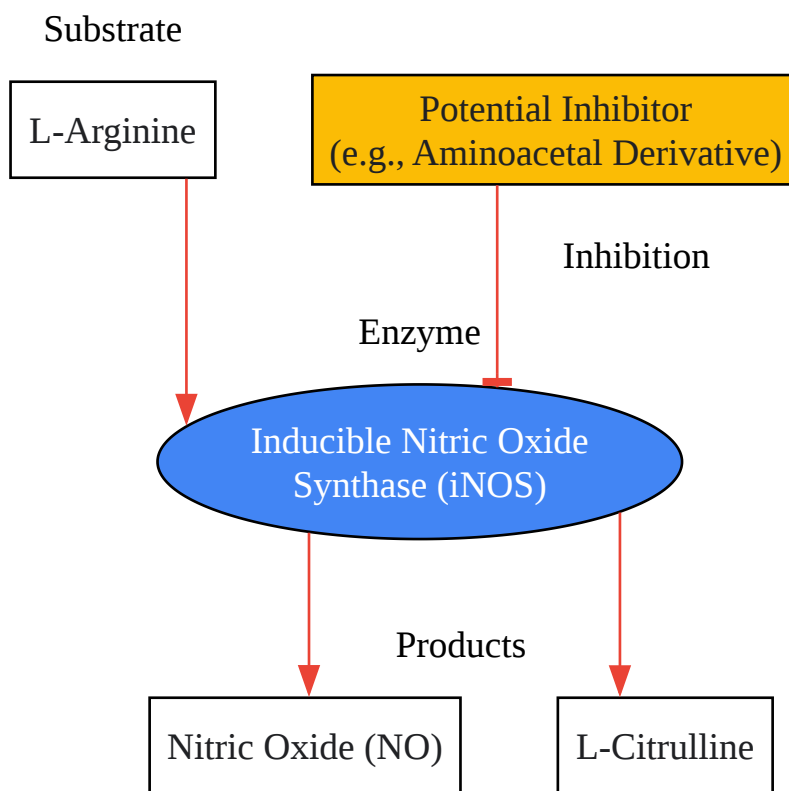 Substrate
L-Arginine
Potential Inhibitor
(e.g., Aminoacetal Derivative)
Inhibition
Enzyme
Inducible Nitric Oxide
Synthase (iNOS)
Products
Nitric Oxide (NO)
L-Citrulline